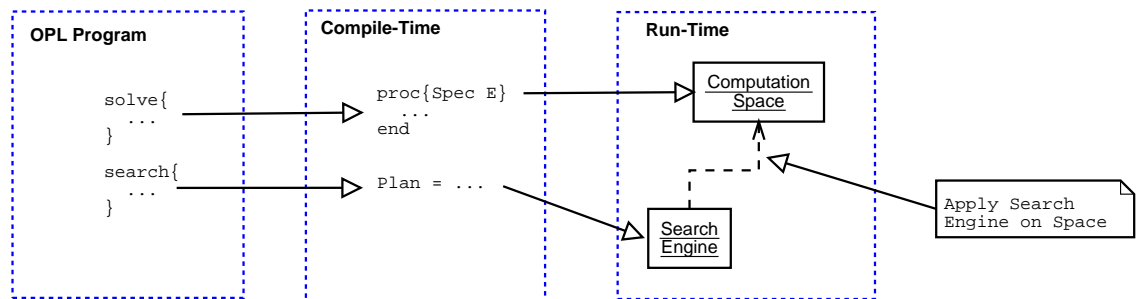 OPL Program
solve{
...
}
search{
...
}
Compile-Time
proc{Spec E}
...
end
Plan = ...
Run-Time
Computation
Space
Search
Engine
Apply Search
Engine on Space